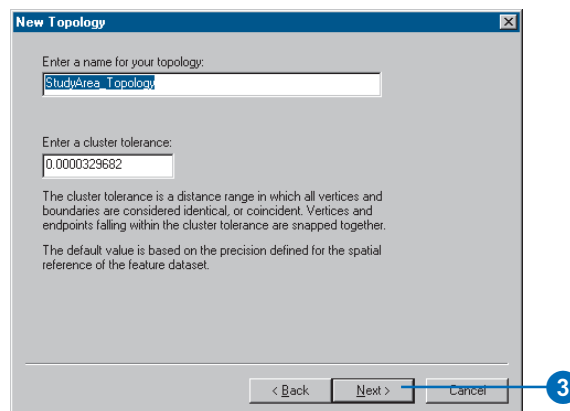 New Topology
Enter a name for your topology:
StudyArea_Topology
Enter a cluster tolerance:
0.0000329682
The cluster tolerance is a distance range in which all vertices and
boundaries are considered identical, or coincident. Vertices and
endpoints falling within the cluster tolerance are snapped together.
The default value is based on the precision defined for the spatial
reference of the feature dataset.
< Back
Next >
Cancel
3